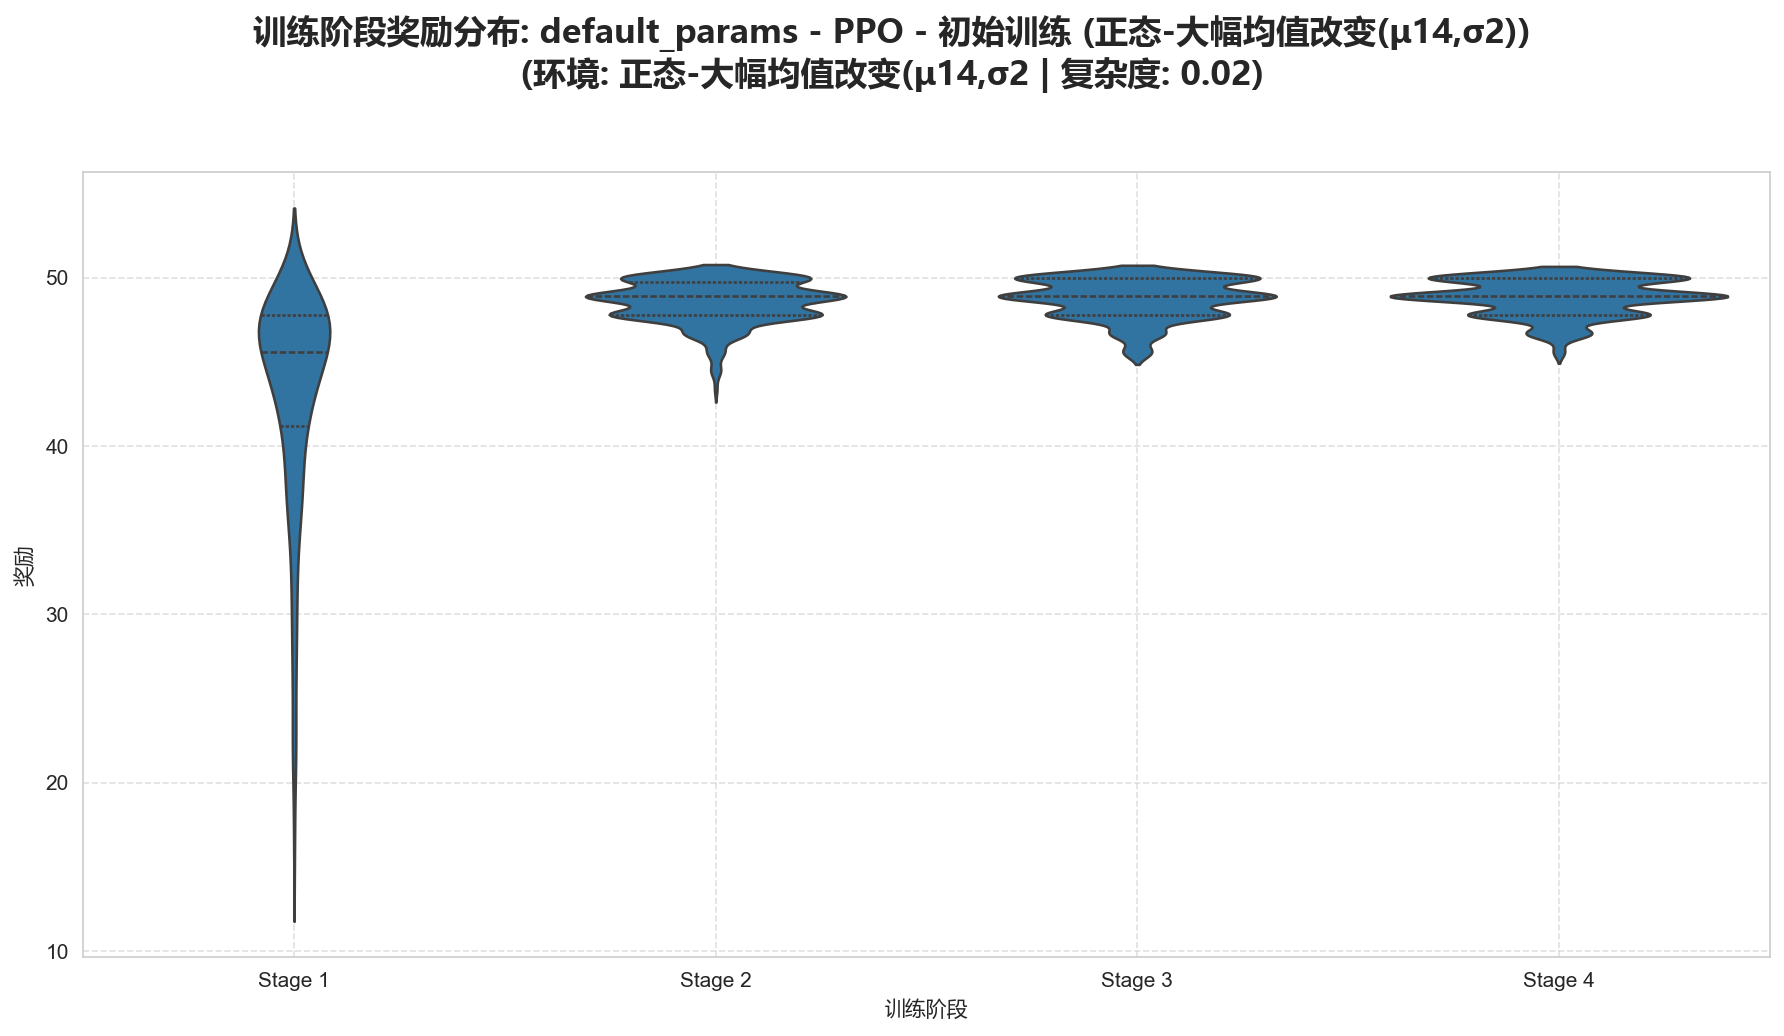 训练阶段奖励分布: default_params - PPO - 初始训练 (正态-大幅均值改变(μ14,σ2))
(环境: 正态-大幅均值改变(μ14,σ2 | 复杂度: 0.02)
50
40
30
20
10
奖励
Stage 1
Stage 2
Stage 3
Stage 4
训练阶段